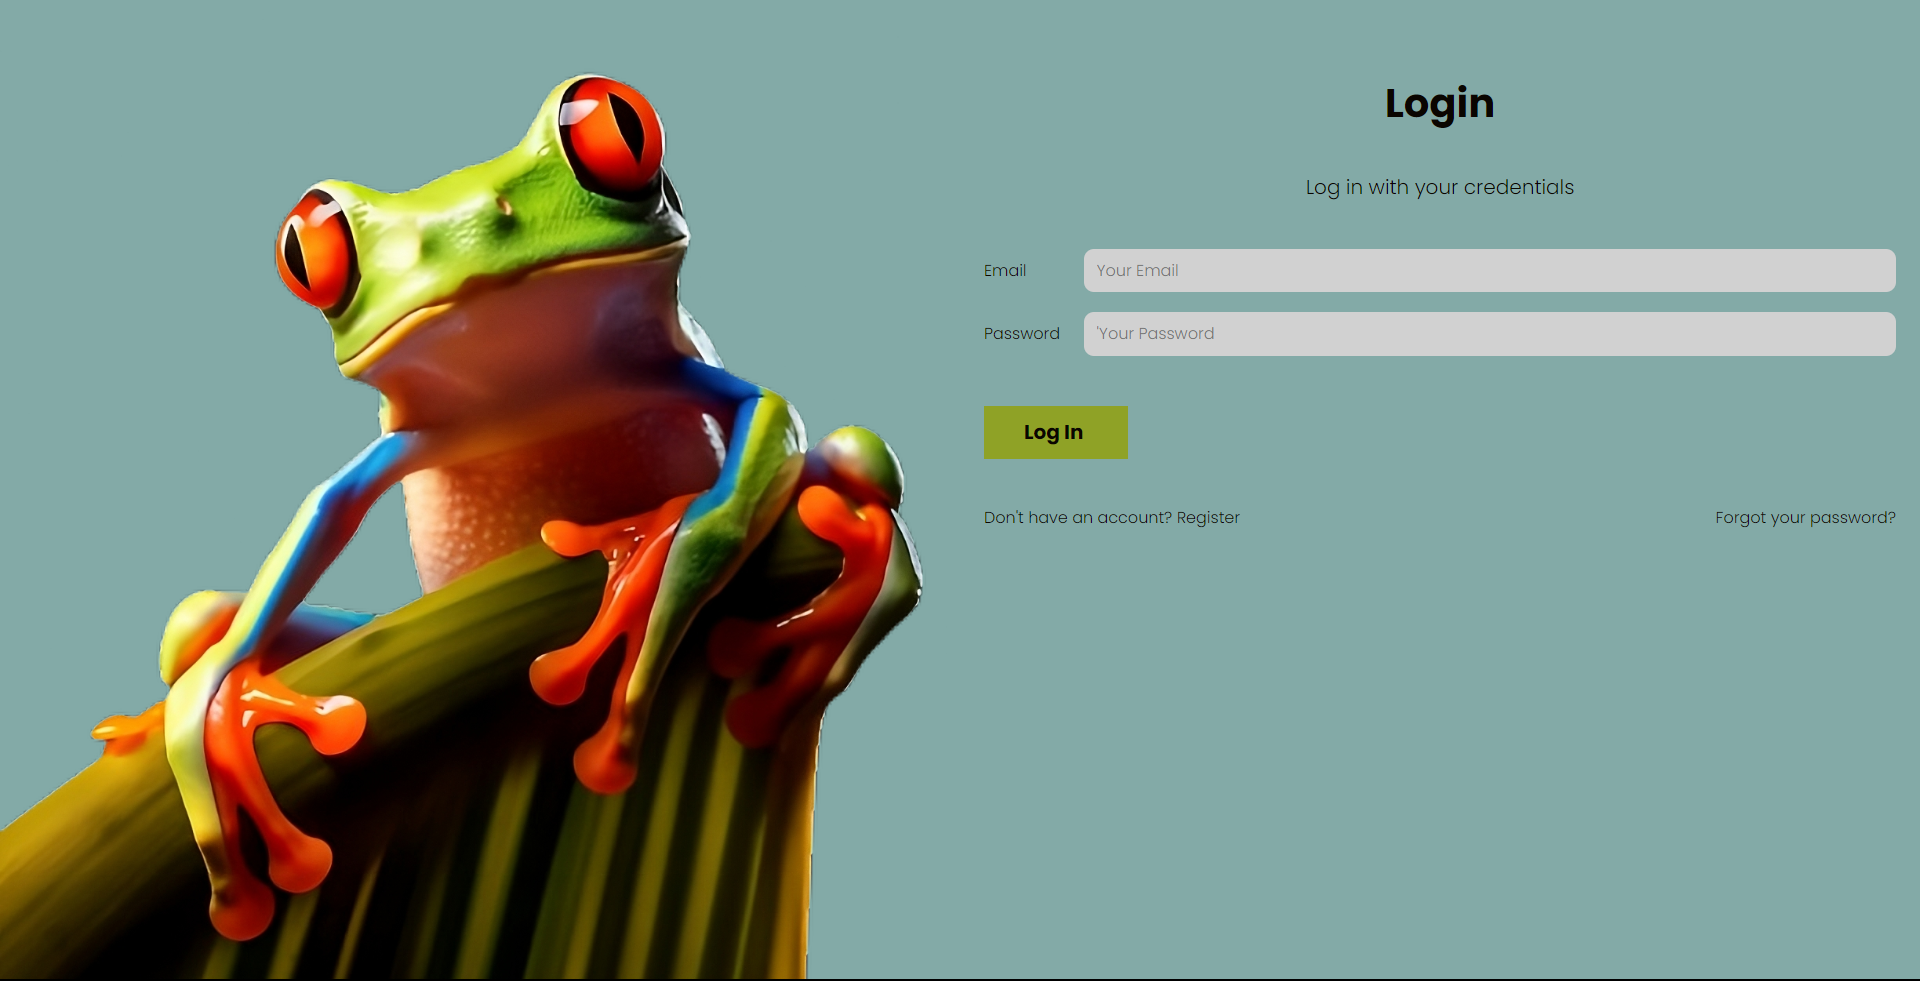 Login
Log in with your credentials
Email
Your Email
Password
'Your Password
Log In
Don't have an account? Register
Forgot your password?